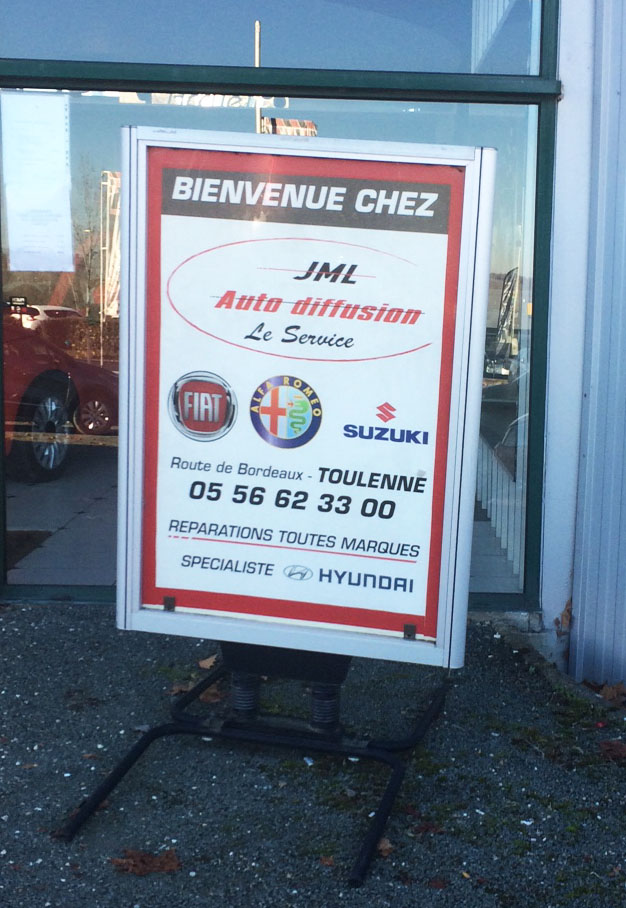 BIENVENUE CHEZ
JML
Auto diffusion
Le Service
FIAT
ALFA ROMEO
SUZUKI
Route de Bordeaux - TOULENNE
05 56 62 33 00
REPARATIONS TOUTES MARQUES
SPECIALISTE HYUNDAI